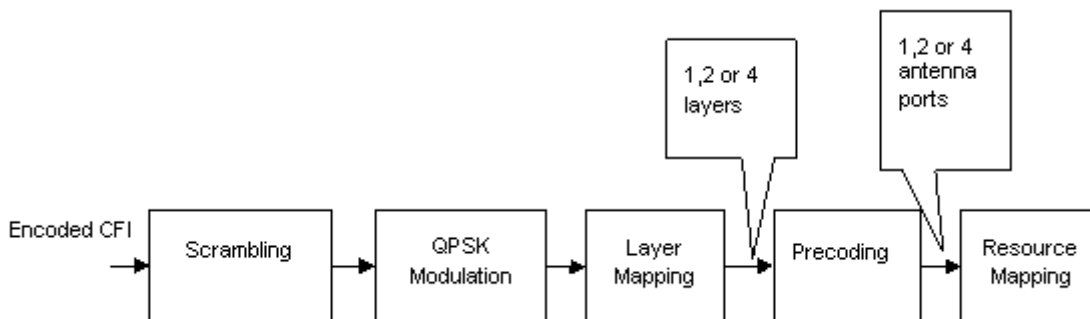 1,2 or 4
layers
1,2 or 4
antenna
ports
Encoded CFI
Scrambling
QPSK
Modulation
Layer
Mapping
Precoding
Resource
Mapping